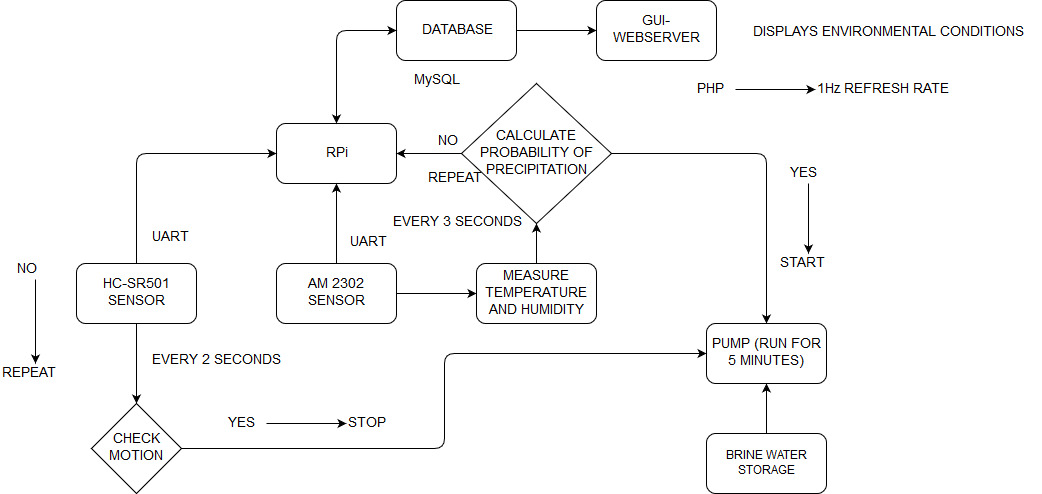 DATABASE
GUI-
WEBSERVER
DISPLAYS ENVIRONMENTAL CONDITIONS
MySQL
PHP
1Hz REFRESH RATE
RPi
NO
REPEAT
CALCULATE
PROBABILITY OF
PRECIPITATION
YES
START
EVERY 3 SECONDS
UART
UART
NO
REPEAT
HC-SR501
SENSOR
AM 2302
SENSOR
MEASURE
TEMPERATURE
AND HUMIDITY
PUMP (RUN FOR
5 MINUTES)
EVERY 2 SECONDS
YES
STOP
CHECK
MOTION
BRINE WATER
STORAGE